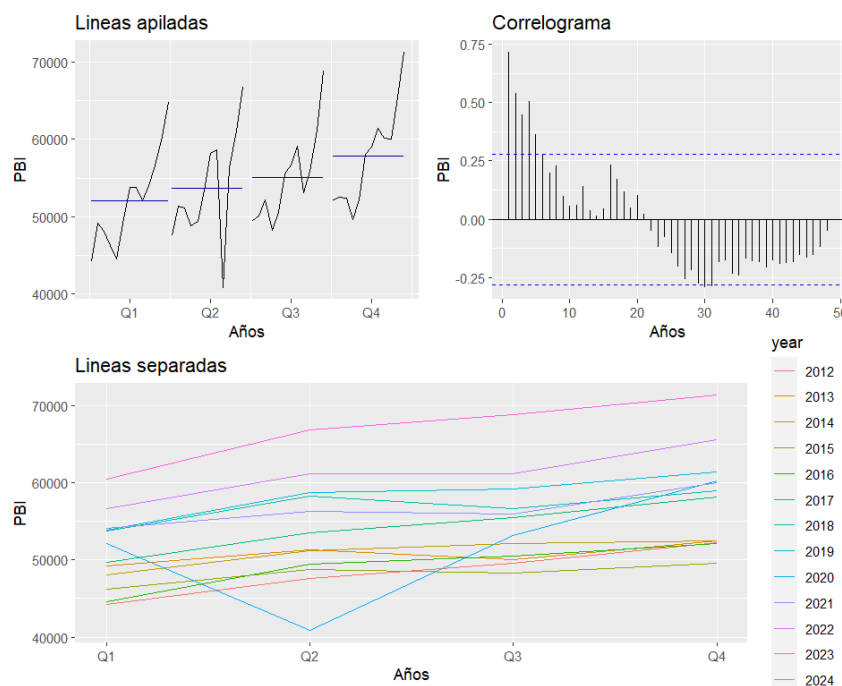 Lineas apiladas
PBI
70000
60000
50000
40000
Q1 Q2 Q3 Q4
Años
Correlograma
PBI
0.75
0.50
0.25
0.00
-0.25
0 10 20 30 40 50
Años
Lineas separadas
PBI
70000
60000
50000
40000
Q1 Q2 Q3 Q4
Años
year
2012
2013
2014
2015
2016
2017
2018
2019
2020
2021
2022
2023
2024